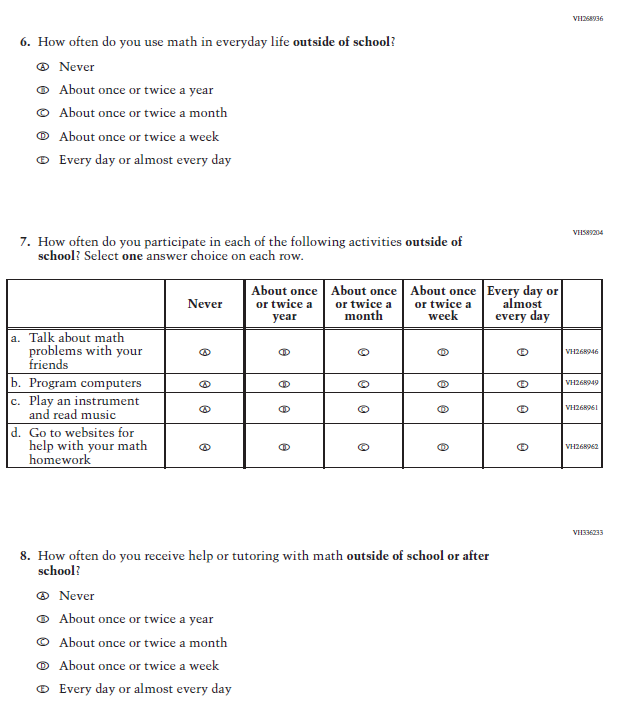 VH268936
6. How often do you use math in everyday life outside of school?
Ⓐ Never
Ⓑ About once or twice a year
Ⓒ About once or twice a month
Ⓓ About once or twice a week
Ⓔ Every day or almost every day
VH589204
7. How often do you participate in each of the following activities outside of
school? Select one answer choice on each row.
Never
About once
or twice a
year
About once
or twice a
month
About once
or twice a
week
Every day or
almost
every day
a. Talk about math
problems with your
friends
Ⓐ Ⓑ Ⓒ Ⓓ Ⓔ VH268946
b. Program computers Ⓐ Ⓑ Ⓒ Ⓓ Ⓔ VH268949
c. Play an instrument
and read music
Ⓐ Ⓑ Ⓒ Ⓓ Ⓔ VH268961
d. Go to websites for
help with your math
homework
Ⓐ Ⓑ Ⓒ Ⓓ Ⓔ VH268962
VH336233
8. How often do you receive help or tutoring with math outside of school or after
school?
Ⓐ Never
Ⓑ About once or twice a year
Ⓒ About once or twice a month
Ⓓ About once or twice a week
Ⓔ Every day or almost every day